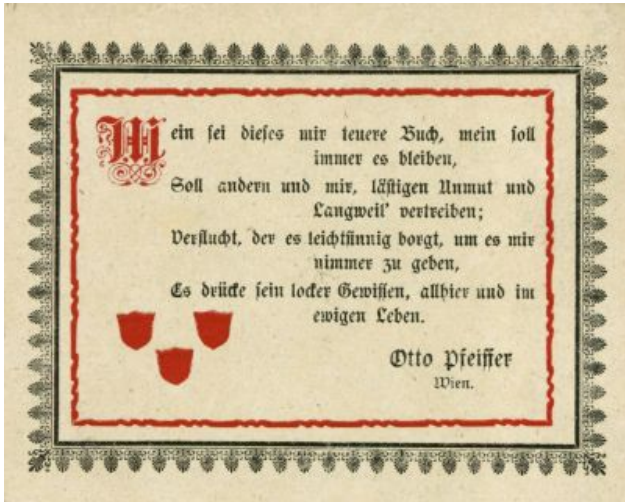 Mein sei dieses mir teuere Buch, mein soll
immer es bleiben,
Soll andern und mir, lästigen Unmut und
Langweil' vertreiben;
Verflucht, der es leichtsinnig borgt, um es mir
nimmer zu geben,
Es drücke sein locker Gewissen, allhier und im
ewigen Leben.
Otto Pfeiffer
Wien.